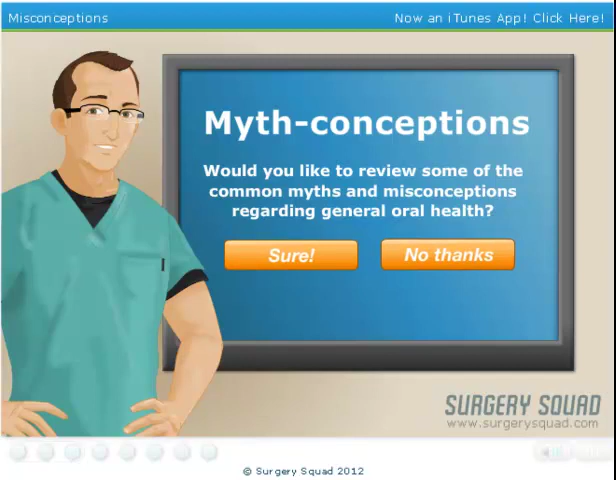 Misconceptions
Now an iTunes App! Click Here!
Myth-conceptions
Would you like to review some of the
common myths and misconceptions
regarding general oral health?
Sure!
No thanks
SURGERY SQUAD
www.surgerysquad.com
© Surgery Squad 2012